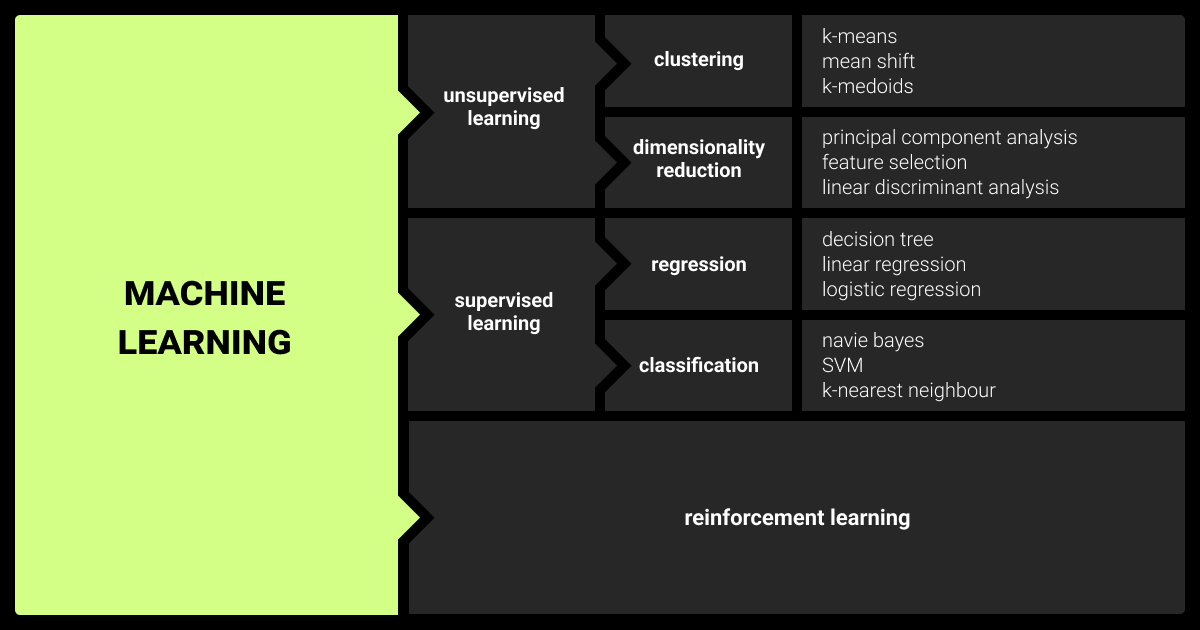 MACHINE
LEARNING
unsupervised
learning
clustering
k-means
mean shift
k-medoids
dimensionality
reduction
principal component analysis
feature selection
linear discriminant analysis
supervised
learning
regression
decision tree
linear regression
logistic regression
classification
navie bayes
SVM
k-nearest neighbour
reinforcement learning